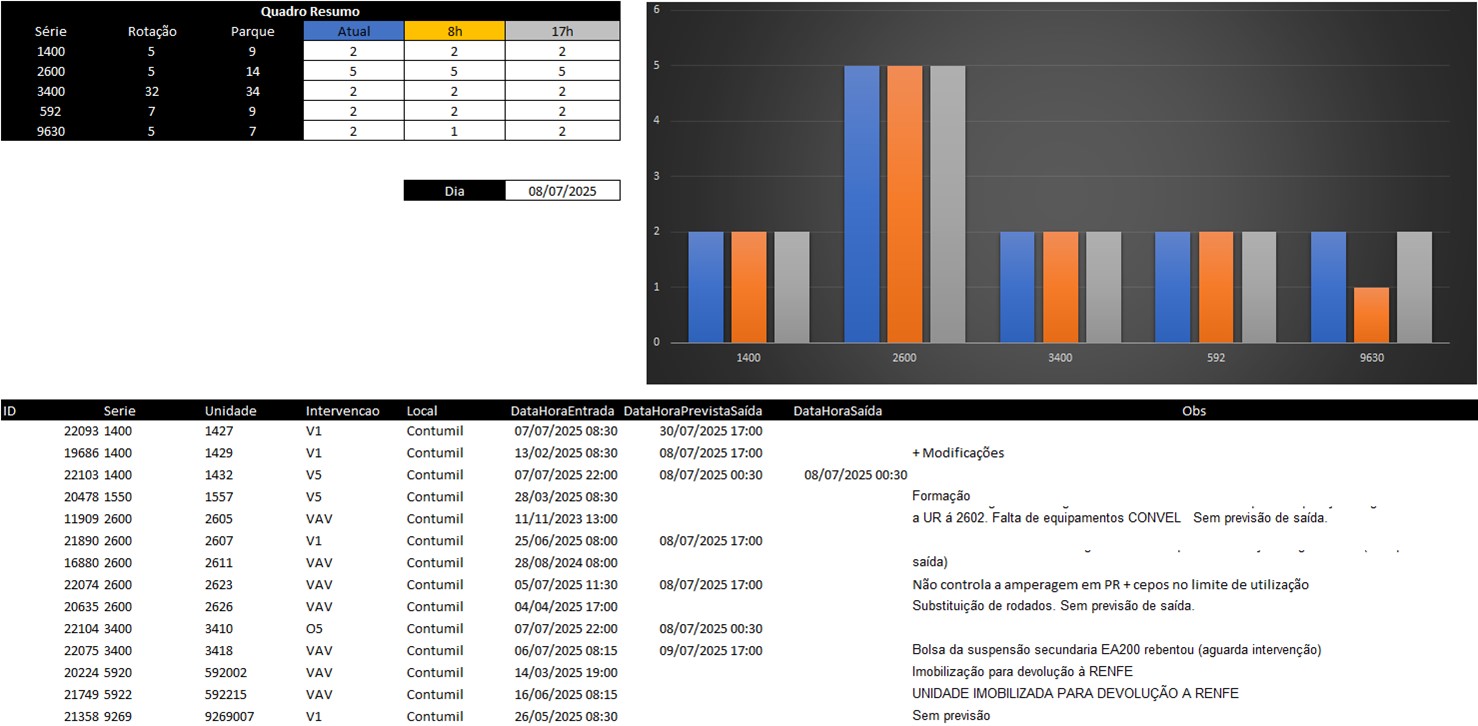 Quadro Resumo
Série Rotação Parque Atual 8h 17h
1400 5 9 2 2 2
2600 5 14 5 5 5
3400 32 34 2 2 2
592 7 9 2 2 2
9630 5 7 2 1 2
Dia 08/07/2025
6
5
4
3
2
1
0
1400 2600 3400 592 9630
ID Serie Unidade Intervencao Local DataHoraEntrada DataHoraPrevistaSaída DataHoraSaída Obs
22093 1400 1427 V1 Contumil 07/07/2025 08:30 30/07/2025 17:00
19686 1400 1429 V1 Contumil 13/02/2025 08:30 08/07/2025 17:00 + Modificações
22103 1400 1432 V5 Contumil 07/07/2025 22:00 08/07/2025 00:30 08/07/2025 00:30
20478 1550 1557 V5 Contumil 28/03/2025 08:30 Formação
11909 2600 2605 VAV Contumil 11/11/2023 13:00 a UR á 2602. Falta de equipamentos CONVEL Sem previsão de saída.
21890 2600 2607 V1 Contumil 25/06/2025 08:00 08/07/2025 17:00
16880 2600 2611 VAV Contumil 28/08/2024 08:00 saída)
22074 2600 2623 VAV Contumil 05/07/2025 11:30 08/07/2025 17:00 Não controla a amperagem em PR + cepos no limite de utilização
20635 2600 2626 VAV Contumil 04/04/2025 17:00 Substituição de rodados. Sem previsão de saída.
22104 3400 3410 O5 Contumil 07/07/2025 22:00 08/07/2025 00:30
22075 3400 3418 VAV Contumil 06/07/2025 08:15 09/07/2025 17:00 Bolsa da suspensão secundaria EA200 rebentou (aguarda intervenção)
20224 5920 592002 VAV Contumil 14/03/2025 19:00 Imobilização para devolução à RENFE
21749 5922 592215 VAV Contumil 16/06/2025 08:15 UNIDADE IMOBILIZADA PARA DEVOLUÇÃO A RENFE
21358 9269 9269007 V1 Contumil 26/05/2025 08:30 Sem previsão